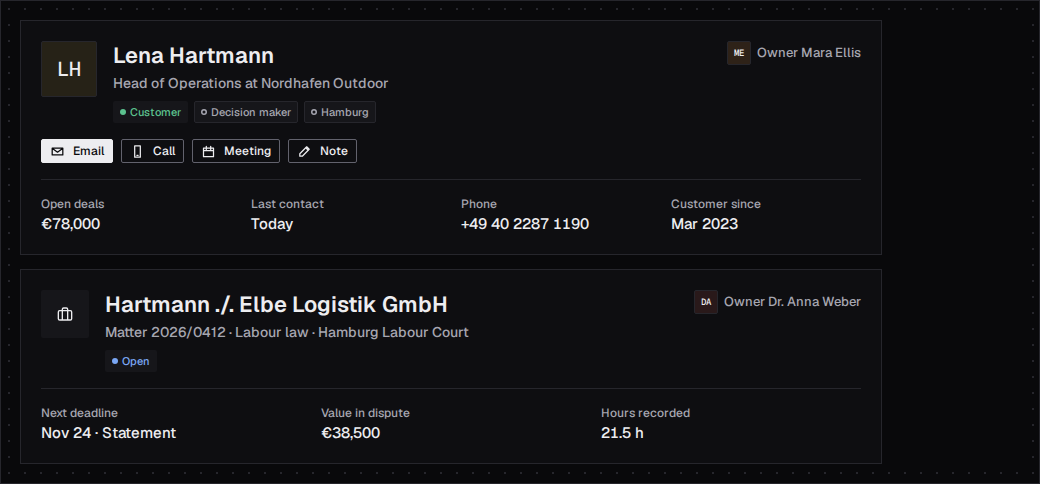 LH
Lena Hartmann
ME Owner Mara Ellis
Head of Operations at Nordhafen Outdoor
Customer Decision maker Hamburg
Email Call Meeting Note
Open deals Last contact Phone Customer since
€78,000 Today +49 40 2287 1190 Mar 2023
Hartmann ./. Elbe Logistik GmbH
DA Owner Dr. Anna Weber
Matter 2026/0412 · Labour law · Hamburg Labour Court
Open
Next deadline Value in dispute Hours recorded
Nov 24 · Statement €38,500 21.5 h